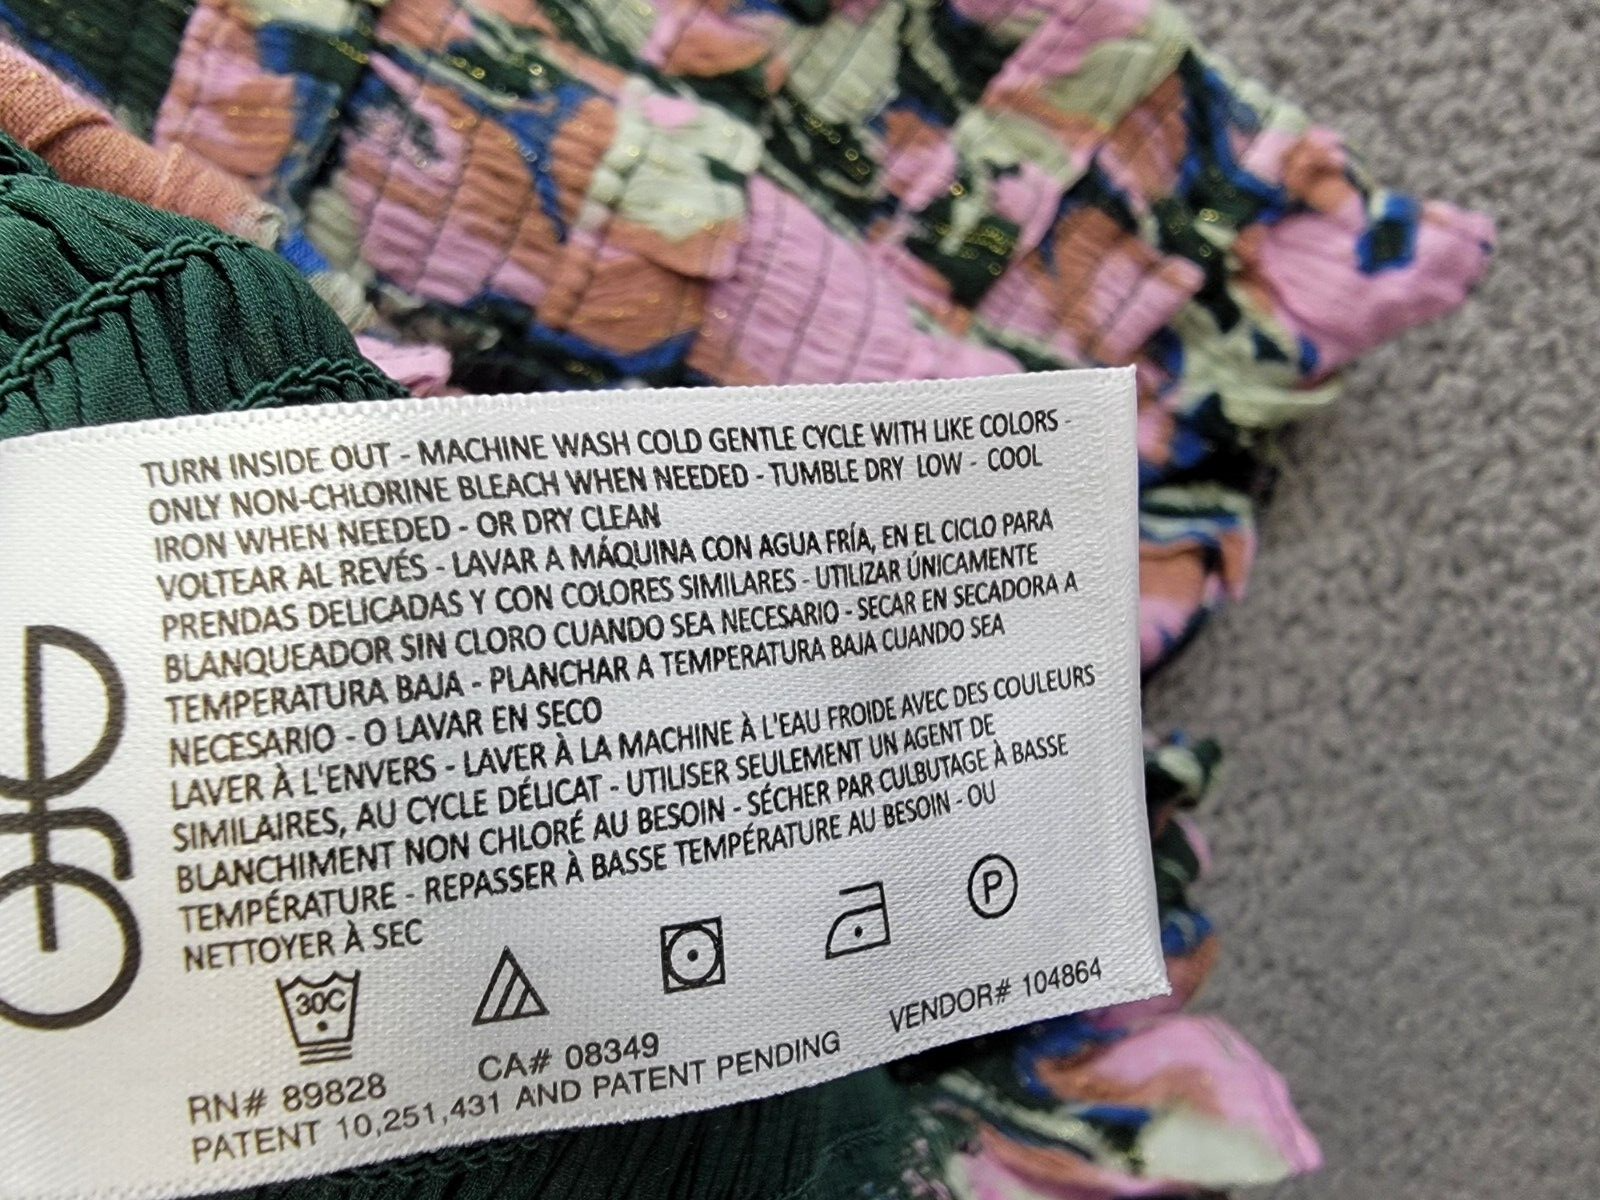 TURN INSIDE OUT - MACHINE WASH COLD GENTLE CYCLE WITH LIKE COLORS -
ONLY NON-CHLORINE BLEACH WHEN NEEDED - TUMBLE DRY LOW - COOL
IRON WHEN NEEDED - OR DRY CLEAN
VOLTEAR AL REVÉS - LAVAR A MÁQUINA CON AGUA FRÍA, EN EL CICLO PARA
PRENDAS DELICADAS Y CON COLORES SIMILARES - UTILIZAR ÚNICAMENTE
BLANQUEADOR SIN CLORO CUANDO SEA NECESARIO - SECAR EN SECADORA A
TEMPERATURA BAJA - PLANCHAR A TEMPERATURA BAJA CUANDO SEA
NECESARIO - O LAVAR EN SECO
LAVER À L'ENVERS - LAVER À LA MACHINE À L'EAU FROIDE AVEC DES COULEURS
SIMILAIRES, AU CYCLE DÉLICAT - UTILISER SEULEMENT UN AGENT DE
BLANCHIMENT NON CHLORÉ AU BESOIN - SÉCHER PAR CULBUTAGE À BASSE
TEMPÉRATURE - REPASSER À BASSE TEMPÉRATURE AU BESOIN - OU
NETTOYER À SEC
30C
P
RN# 89828 CA# 08349 VENDOR# 104864
PATENT 10,251,431 AND PATENT PENDING